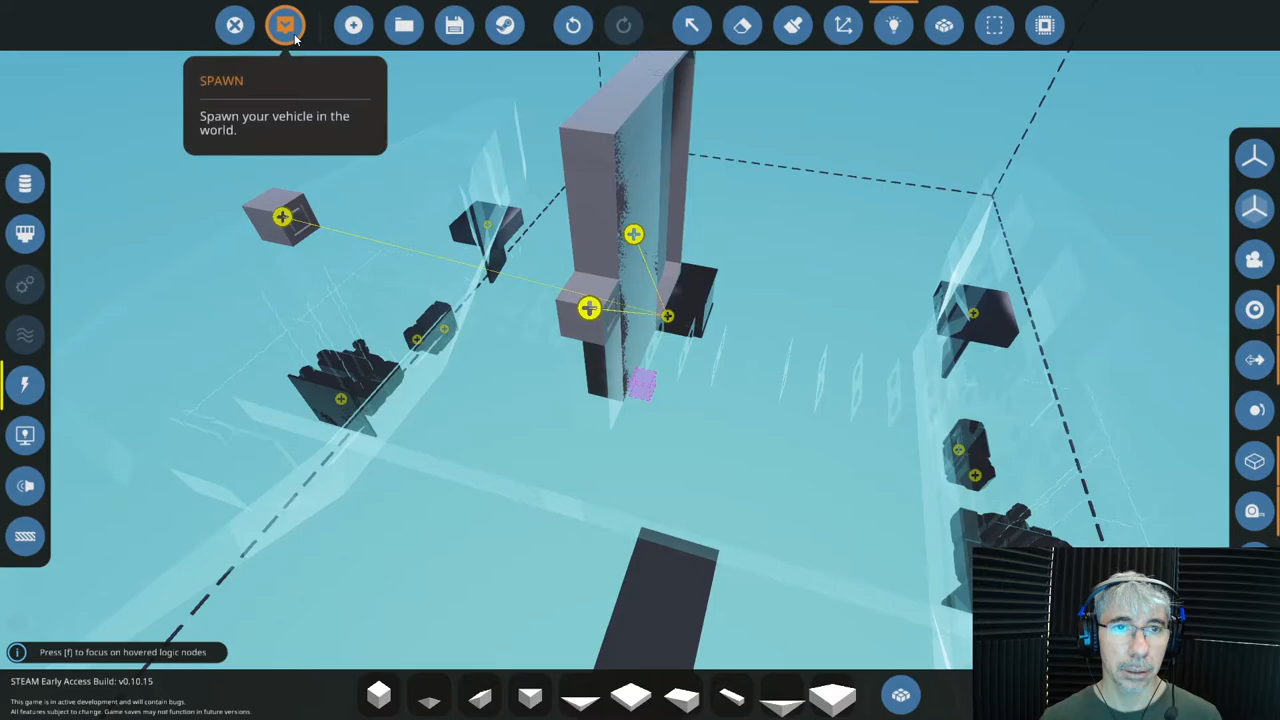 SPAWN
Spawn your vehicle in the
world.
Press [f] to focus on hovered logic nodes
STEAM Early Access Build: v0.10.15
This game is in active development and will contain bugs.
All features subject to change. Game saves may not function in future versions.